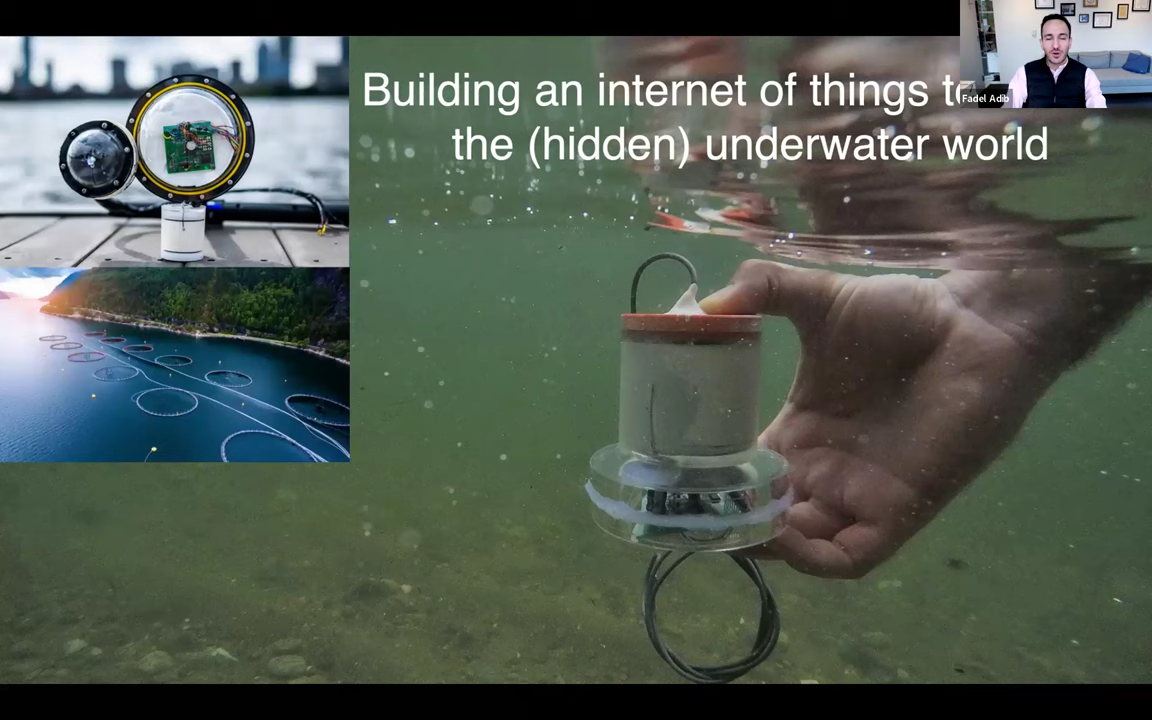 Building an internet of things
the (hidden) underwater world
Fadel Adib